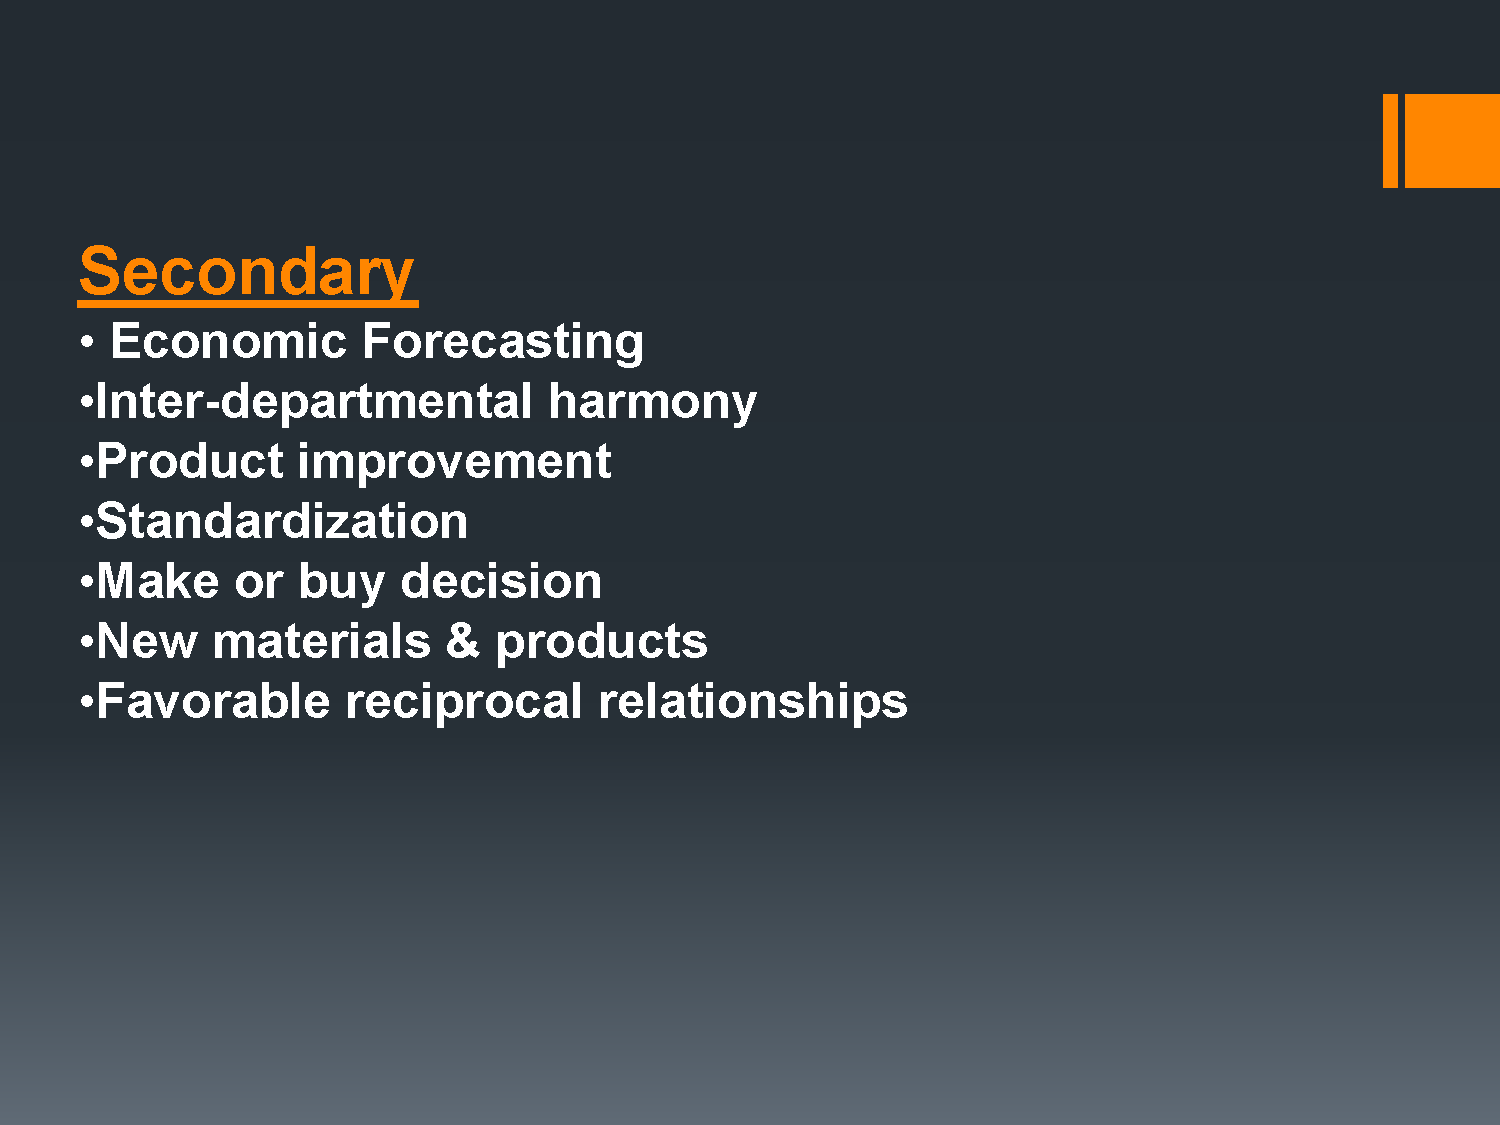 Secondary
• Economic Forecasting
•Inter-departmental harmony
•Product improvement
•Standardization
•Make or buy decision
•New materials & products
•Favorable reciprocal relationships